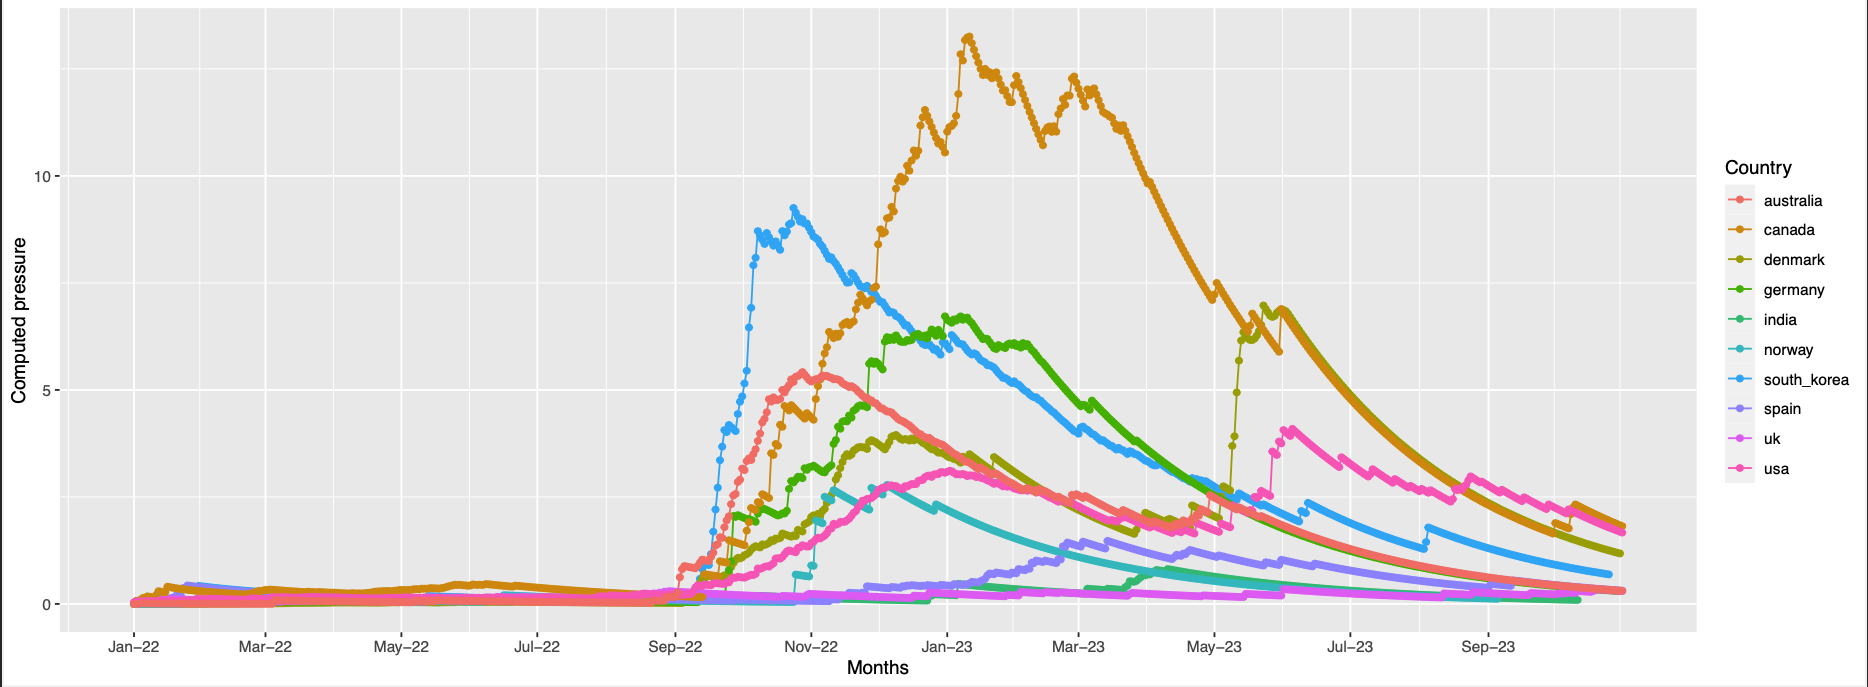 Computed pressure
10
5
0
Jan–22
Mar–22
May–22
Jul–22
Sep–22
Nov–22
Jan–23
Mar–23
May–23
Jul–23
Sep–23
Months
Country
australia
canada
denmark
germany
india
norway
south_korea
spain
uk
usa